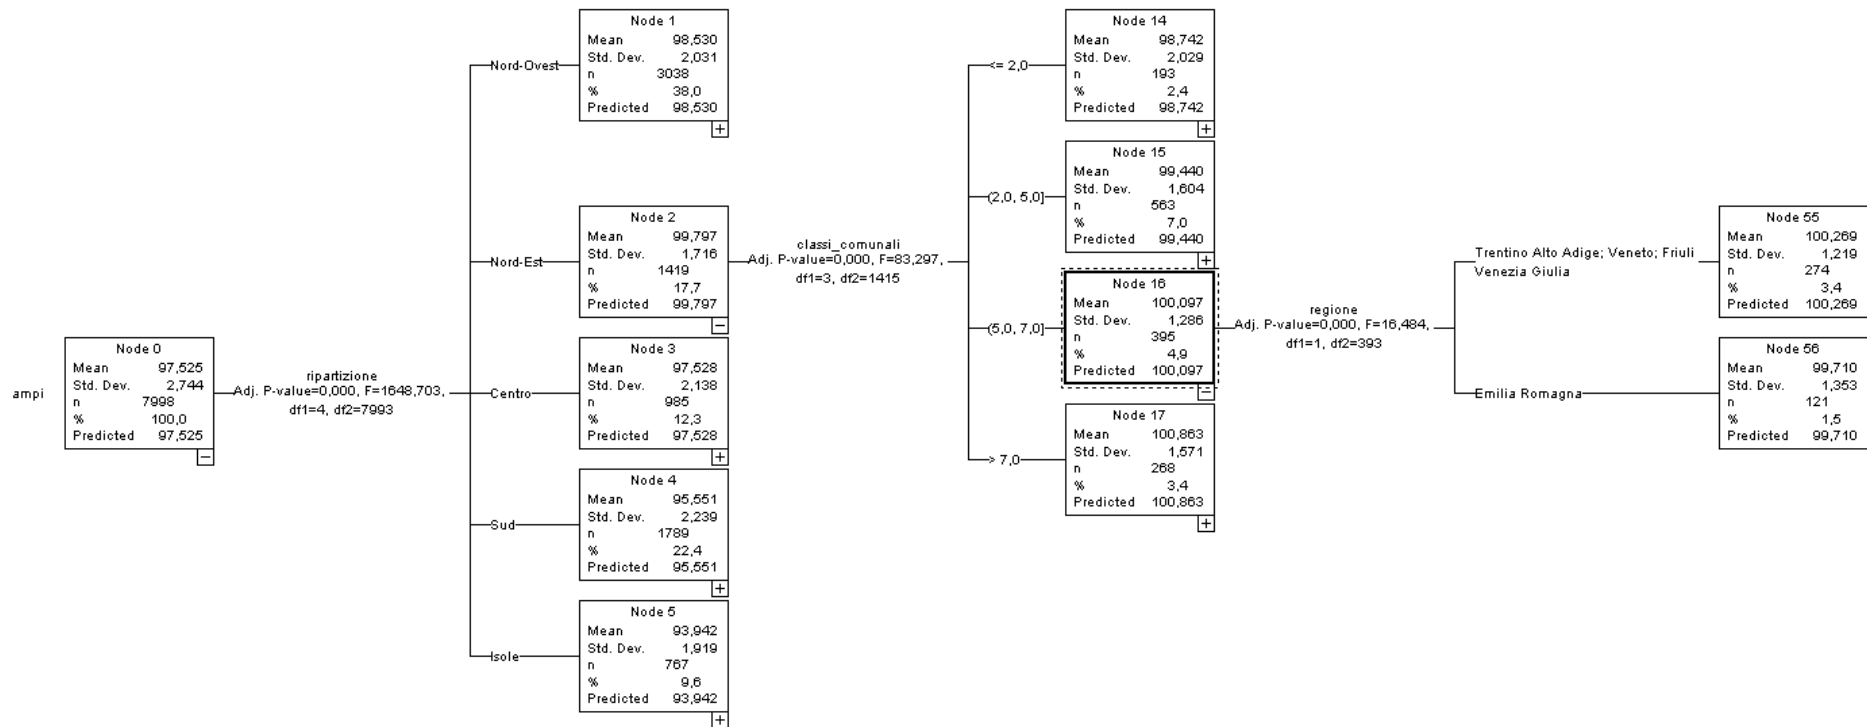 ampi
Node 0
Mean 97,525
Std. Dev. 2,744
n 7998
% 100,0
Predicted 97,525
ripartizione
Adj. P-value=0,000, F=1648,703,
df1=4, df2=7993
Nord-Ovest
Node 1
Mean 98,530
Std. Dev. 2,031
n 3038
% 38,0
Predicted 98,530
Nord-Est
Node 2
Mean 99,797
Std. Dev. 1,716
n 1419
% 17,7
Predicted 99,797
Centro
Node 3
Mean 97,528
Std. Dev. 2,138
n 985
% 12,3
Predicted 97,528
Sud
Node 4
Mean 95,551
Std. Dev. 2,239
n 1789
% 22,4
Predicted 95,551
Isole
Node 5
Mean 93,942
Std. Dev. 1,919
n 767
% 9,6
Predicted 93,942
classi_comunali
Adj. P-value=0,000, F=83,297,
df1=3, df2=1415
<= 2,0
Node 14
Mean 98,742
Std. Dev. 2,029
n 193
% 2,4
Predicted 98,742
(2,0, 5,0]
Node 15
Mean 99,440
Std. Dev. 1,604
n 563
% 7,0
Predicted 99,440
(5,0, 7,0]
Node 16
Mean 100,097
Std. Dev. 1,286
n 395
% 4,9
Predicted 100,097
> 7,0
Node 17
Mean 100,863
Std. Dev. 1,571
n 268
% 3,4
Predicted 100,863
regione
Adj. P-value=0,000, F=16,484,
df1=1, df2=393
Trentino Alto Adige; Veneto; Friuli
Venezia Giulia
Node 55
Mean 100,269
Std. Dev. 1,219
n 274
% 3,4
Predicted 100,269
Emilia Romagna
Node 56
Mean 99,710
Std. Dev. 1,353
n 121
% 1,5
Predicted 99,710